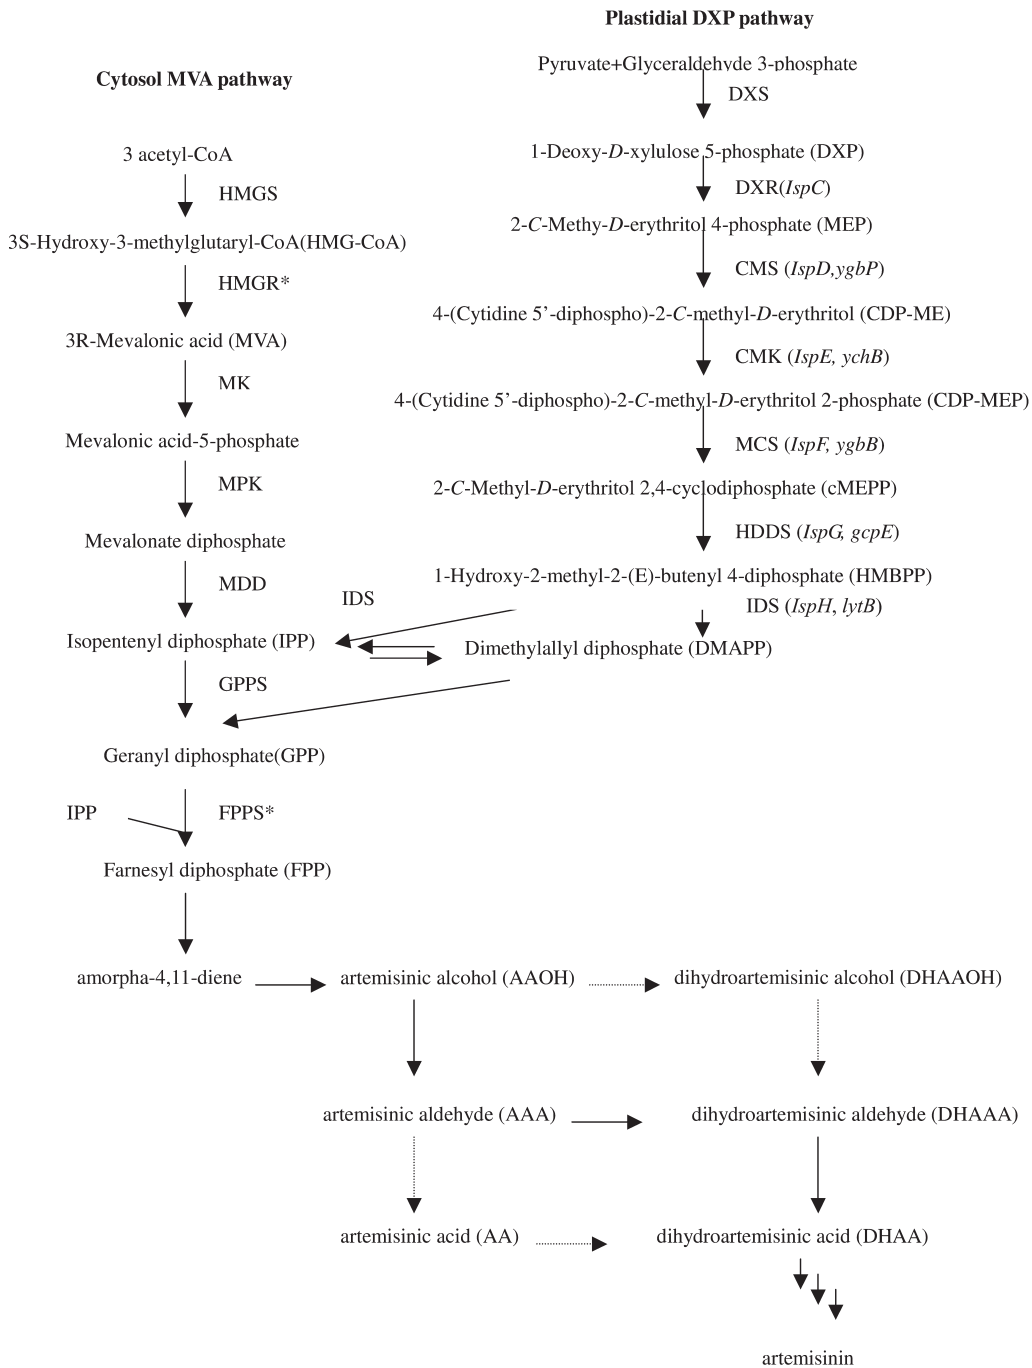 Plastidial DXP pathway
Pyruvate+Glyceraldehyde 3-phosphate
Cytosol MVA pathway
DXS
3 acetyl-CoA
1-Deoxy-D-xylulose 5-phosphate (DXP)
HMGS
DXR(IspC)
3S-Hydroxy-3-methylglutaryl-CoA(HMG-CoA)
2-C-Methy-D-erythritol 4-phosphate (MEP)
HMGR*
CMS (IspD,ygbP)
3R-Mevalonic acid (MVA)
4-(Cytidine 5’-diphospho)-2-C-methyl-D-erythritol (CDP-ME)
MK
CMK (IspE, ychB)
4-(Cytidine 5’-diphospho)-2-C-methyl-D-erythritol 2-phosphate (CDP-MEP)
Mevalonic acid-5-phosphate
MCS (IspF, ygbB)
MPK
2-C-Methyl-D-erythritol 2,4-cyclodiphosphate (cMEPP)
HDDS (IspG, gcpE)
Mevalonate diphosphate
MDD
1-Hydroxy-2-methyl-2-(E)-butenyl 4-diphosphate (HMBPP)
IDS
IDS (IspH, lytB)
Isopentenyl diphosphate (IPP)
Dimethylallyl diphosphate (DMAPP)
GPPS
Geranyl diphosphate(GPP)
IPP
FPPS*
Farnesyl diphosphate (FPP)
amorpha-4,11-diene
artemisinic alcohol (AAOH)
dihydroartemisinic alcohol (DHAAOH)
artemisinic aldehyde (AAA)
dihydroartemisinic aldehyde (DHAAA)
artemisinic acid (AA)
dihydroartemisinic acid (DHAA)
artemisinin